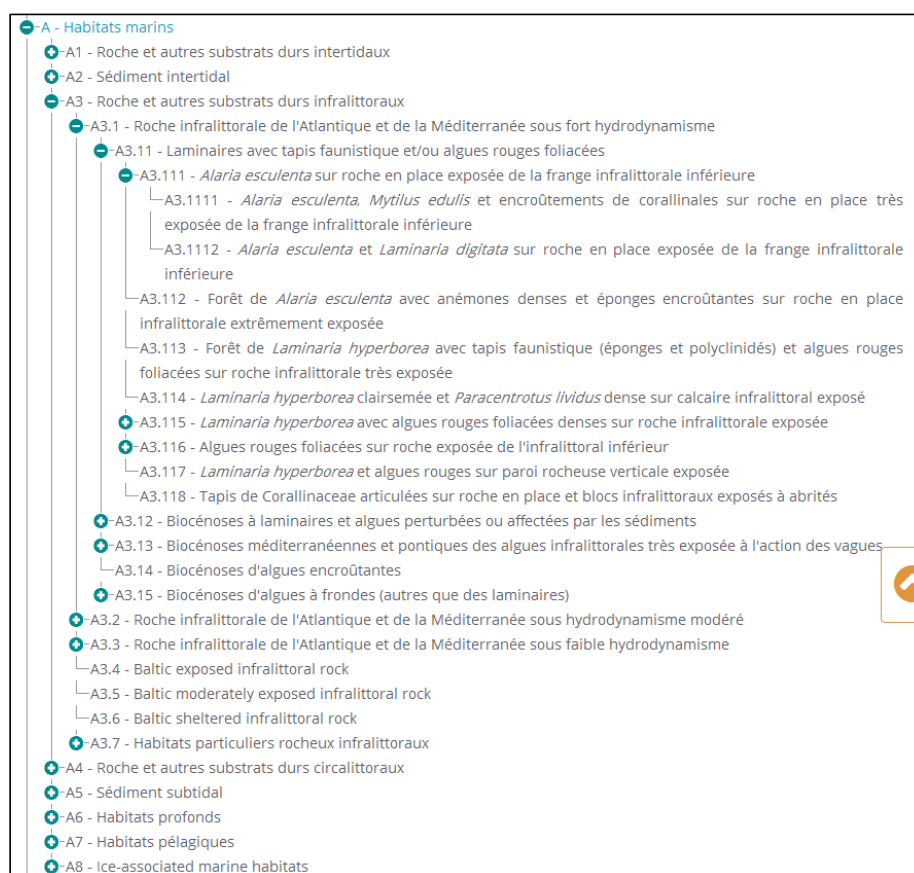 A - Habitats marins
A1 - Roche et autres substrats durs intertidaux
A2 - Sédiment intertidal
A3 - Roche et autres substrats durs infralittoraux
A3.1 - Roche infralittorale de l'Atlantique et de la Méditerranée sous fort hydrodynamisme
A3.11 - Laminaires avec tapis faunistique et/ou algues rouges foliacées
A3.111 - Alaria esculenta sur roche en place exposée de la frange infralittorale inférieure
A3.1111 - Alaria esculenta, Mytilus edulis et encroûtements de corallinales sur roche en place très
exposée de la frange infralittorale inférieure
A3.1112 - Alaria esculenta et Laminaria digitata sur roche en place exposée de la frange infralittorale
inférieure
A3.112 - Forêt de Alaria esculenta avec anémones denses et éponges encroûtantes sur roche en place
infralittorale extrêmement exposée
A3.113 - Forêt de Laminaria hyperborea avec tapis faunistique (éponges et polyclinidés) et algues rouges
foliacées sur roche infralittorale très exposée
A3.114 - Laminaria hyperborea clairsemée et Paracentrotus lividus dense sur calcaire infralittoral exposé
A3.115 - Laminaria hyperborea avec algues rouges foliacées denses sur roche infralittorale exposée
A3.116 - Algues rouges foliacées sur roche exposée de l'infralittoral inférieur
A3.117 - Laminaria hyperborea et algues rouges sur paroi rocheuse verticale exposée
A3.118 - Tapis de Corallinaceae articulées sur roche en place et blocs infralittoraux exposés à abrités
A3.12 - Biocénoses à laminaires et algues perturbées ou affectées par les sédiments
A3.13 - Biocénoses méditerranéennes et pontiques des algues infralittorales très exposée à l'action des vagues
A3.14 - Biocénoses d'algues encroûtantes
A3.15 - Biocénoses d'algues à frondes (autres que des laminaires)
A3.2 - Roche infralittorale de l'Atlantique et de la Méditerranée sous hydrodynamisme modéré
A3.3 - Roche infralittorale de l'Atlantique et de la Méditerranée sous faible hydrodynamisme
A3.4 - Baltic exposed infralittoral rock
A3.5 - Baltic moderately exposed infralittoral rock
A3.6 - Baltic sheltered infralittoral rock
A3.7 - Habitats particuliers rocheux infralittoraux
A4 - Roche et autres substrats durs circalittoraux
A5 - Sédiment subtidal
A6 - Habitats profonds
A7 - Habitats pélagiques
A8 - Ice-associated marine habitats